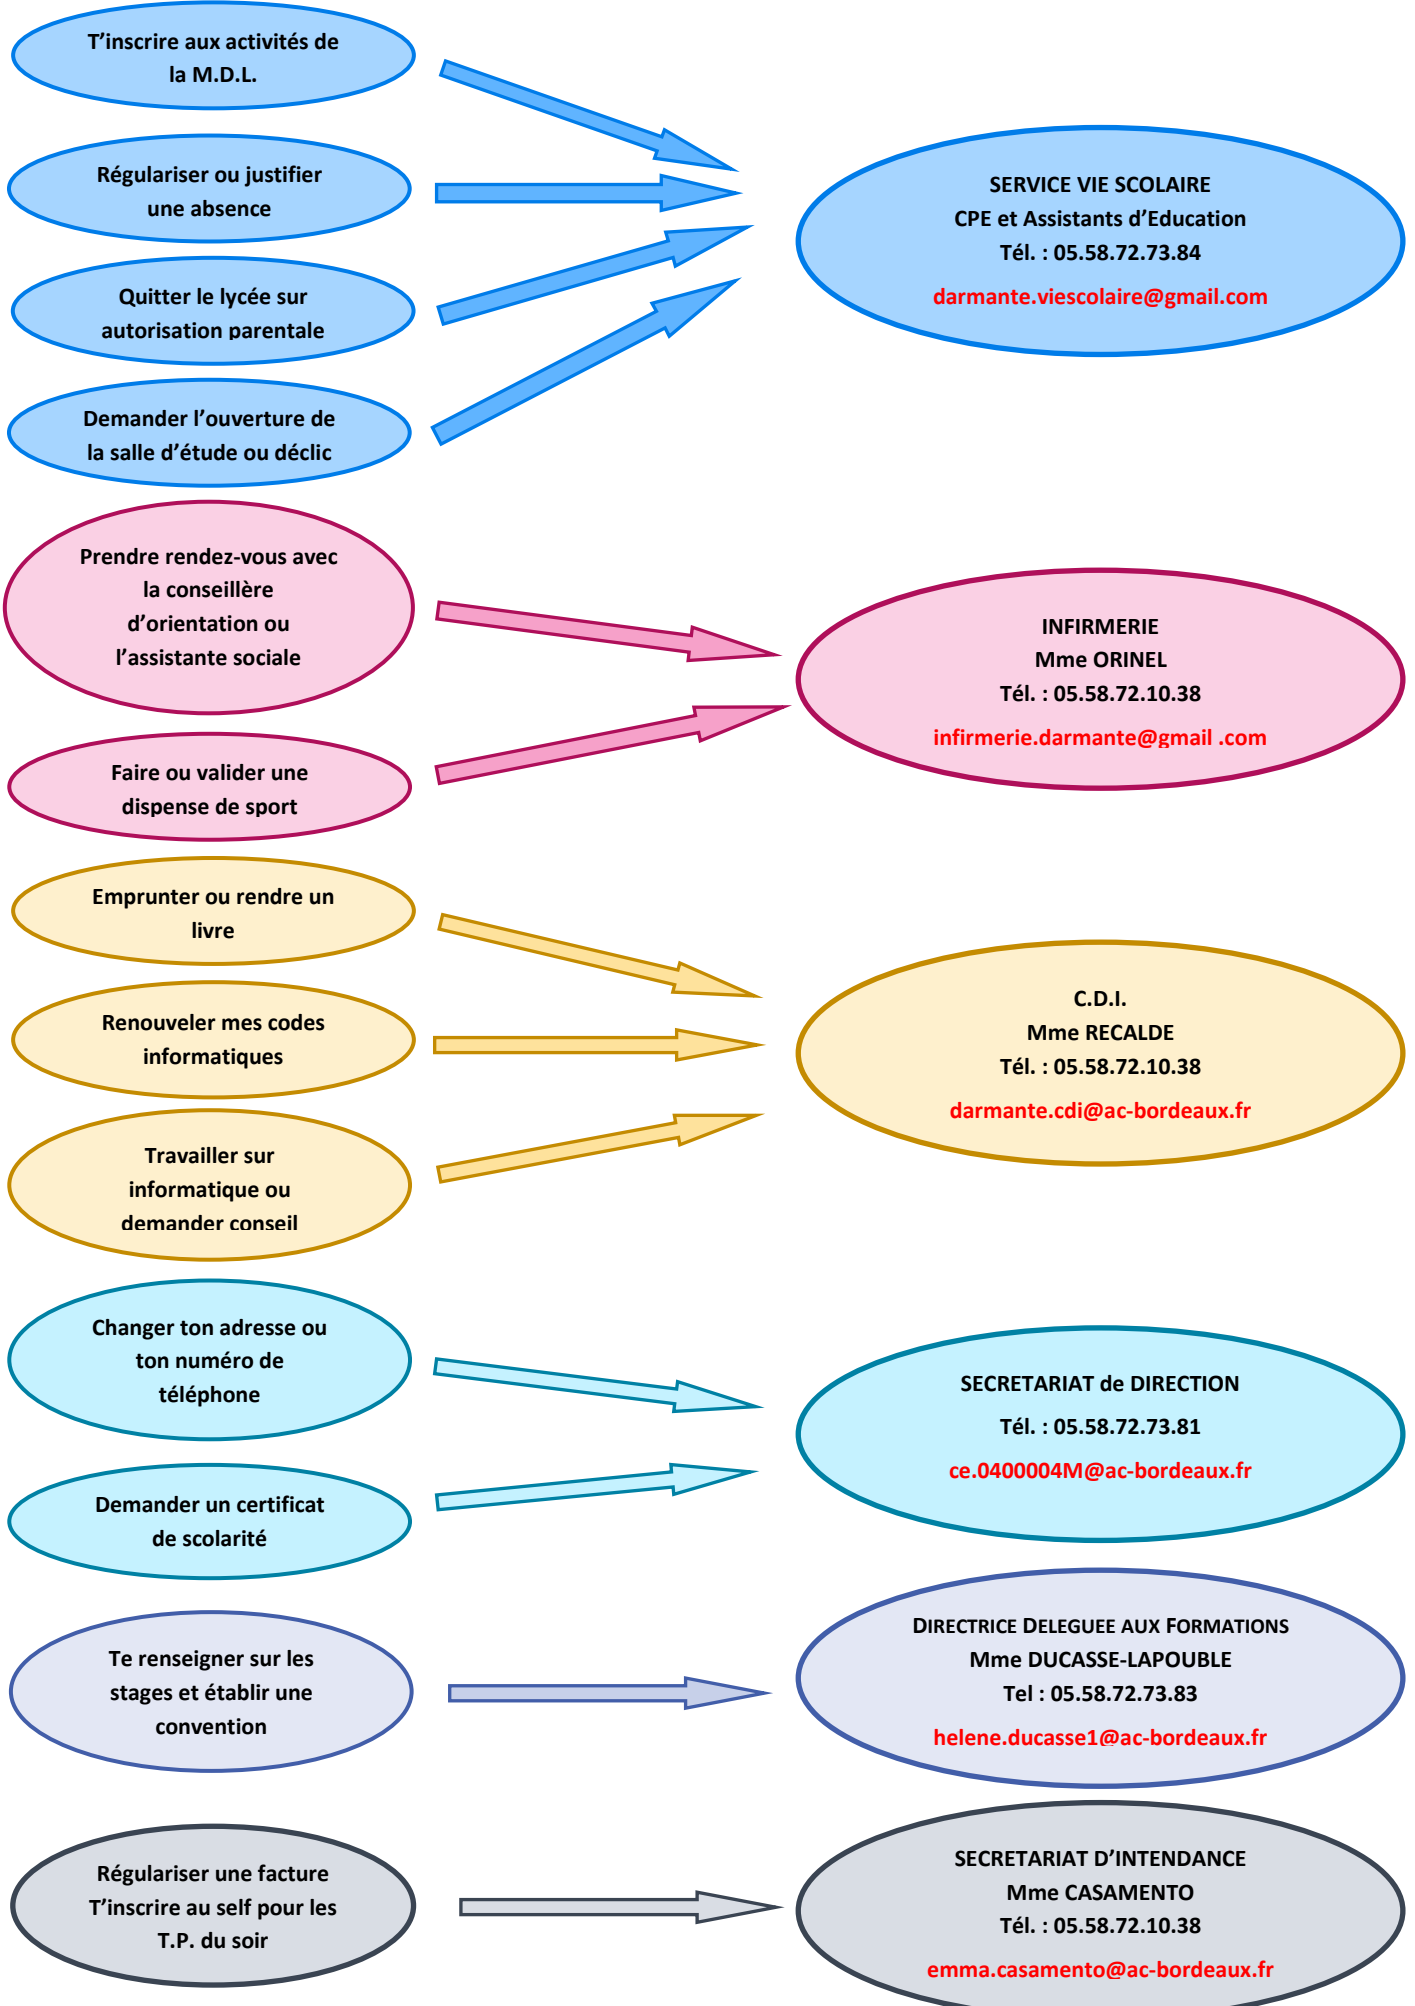 T’inscrire aux activités de
la M.D.L.
Régulariser ou justifier
une absence
Quitter le lycée sur
autorisation parentale
Demander l’ouverture de
la salle d’étude ou déclic
SERVICE VIE SCOLAIRE
CPE et Assistants d’Education
Tél. : 05.58.72.73.84
darmante.viescolaire@gmail.com
Prendre rendez-vous avec
la conseillère
d’orientation ou
l’assistante sociale
Faire ou valider une
dispense de sport
INFIRMERIE
Mme ORINEL
Tél. : 05.58.72.10.38
infirmerie.darmante@gmail .com
Emprunter ou rendre un
livre
Renouveler mes codes
informatiques
Travailler sur
informatique ou
demander conseil
C.D.I.
Mme RECALDE
Tél. : 05.58.72.10.38
darmante.cdi@ac-bordeaux.fr
Changer ton adresse ou
ton numéro de
téléphone
Demander un certificat
de scolarité
SECRETARIAT de DIRECTION
Tél. : 05.58.72.73.81
ce.0400004M@ac-bordeaux.fr
Te renseigner sur les
stages et établir une
convention
DIRECTRICE DELEGUEE AUX FORMATIONS
Mme DUCASSE-LAPOUBLE
Tel : 05.58.72.73.83
helene.ducasse1@ac-bordeaux.fr
Régulariser une facture
T’inscrire au self pour les
T.P. du soir
SECRETARIAT D’INTENDANCE
Mme CASAMENTO
Tél. : 05.58.72.10.38
emma.casamento@ac-bordeaux.fr